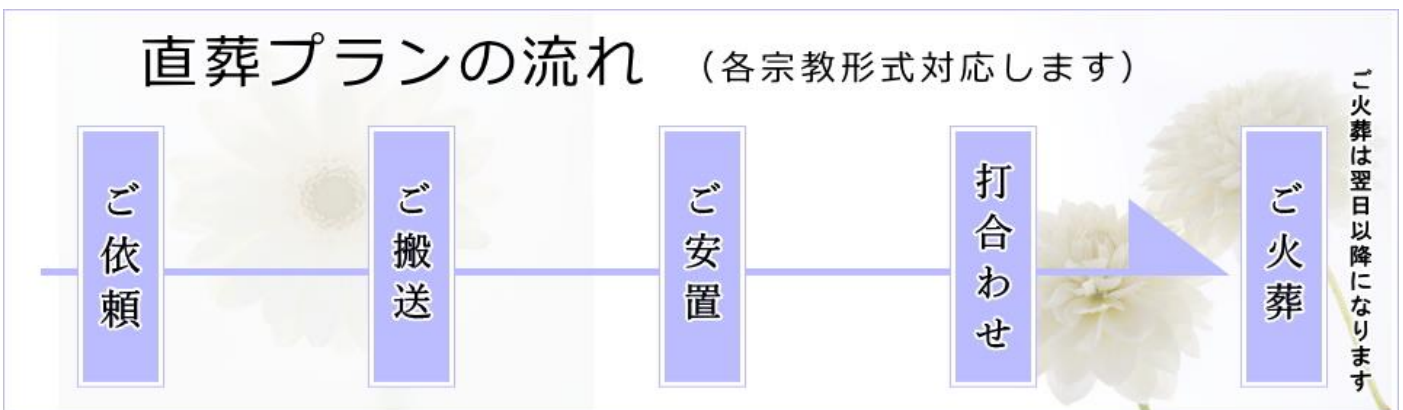 直葬プランの流れ （各宗教形式対応します）
ご依頼
ご搬送
ご安置
打合わせ
ご火葬
ご火葬は翌日以降になります